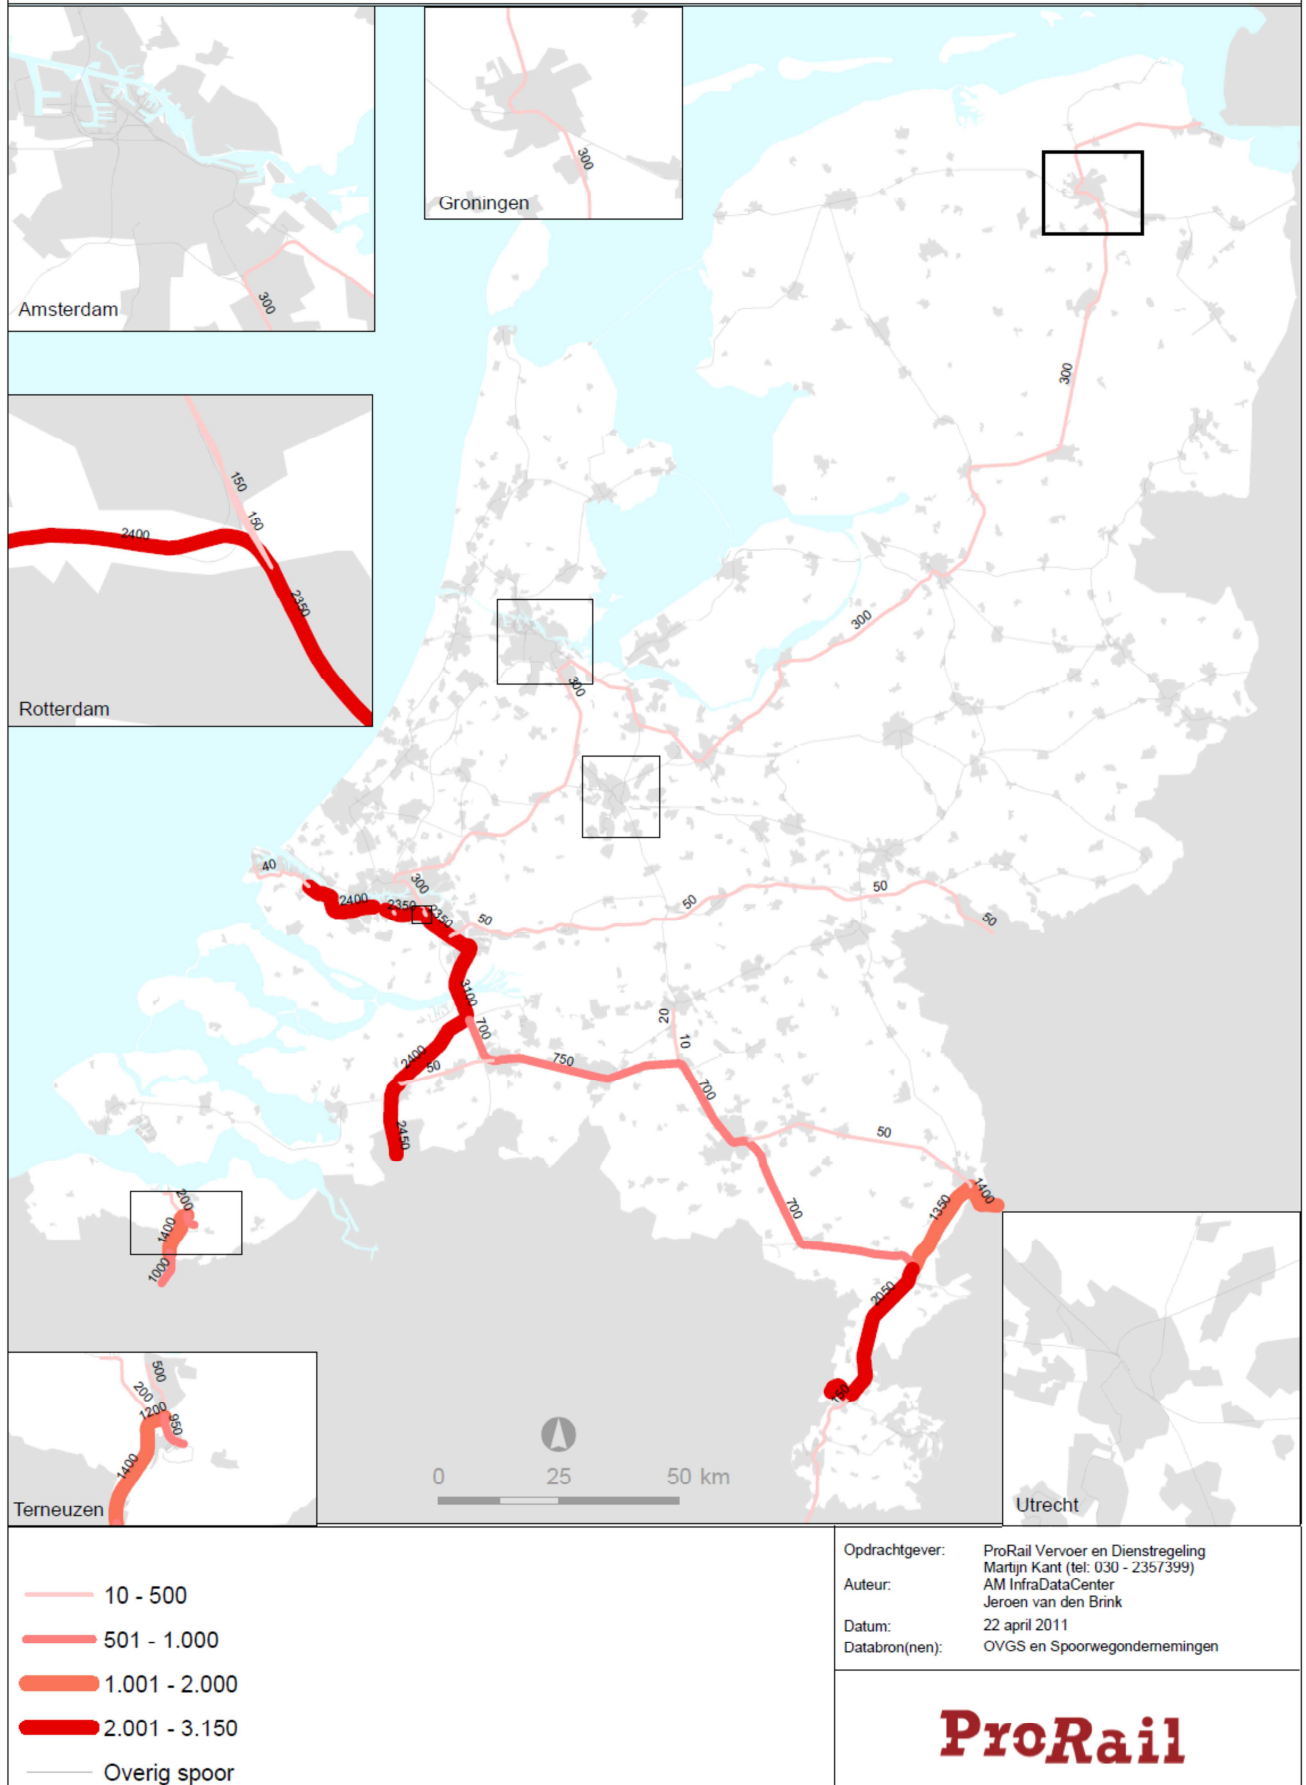 Amsterdam
300
Groningen
300
300
Rotterdam
2400
150
150
2350
300
300
40
2400
2350
2350
300
50
50
50
50
3100
700
2400
50
2450
750
20
10
700
50
700
1350
1400
2050
150
200
1400
1000
Terneuzen
500
200
1200
950
1400
0 25 50 km
Utrecht
10 - 500
501 - 1.000
1.001 - 2.000
2.001 - 3.150
Overig spoor
Opdrachtgever: ProRail Vervoer en Dienstregeling
Martijn Kant (tel: 030 - 2357399)
Auteur: AM InfraDataCenter
Jeroen van den Brink
Datum: 22 april 2011
Databron(nen): OVGS en Spoorwegondernemingen
ProRail